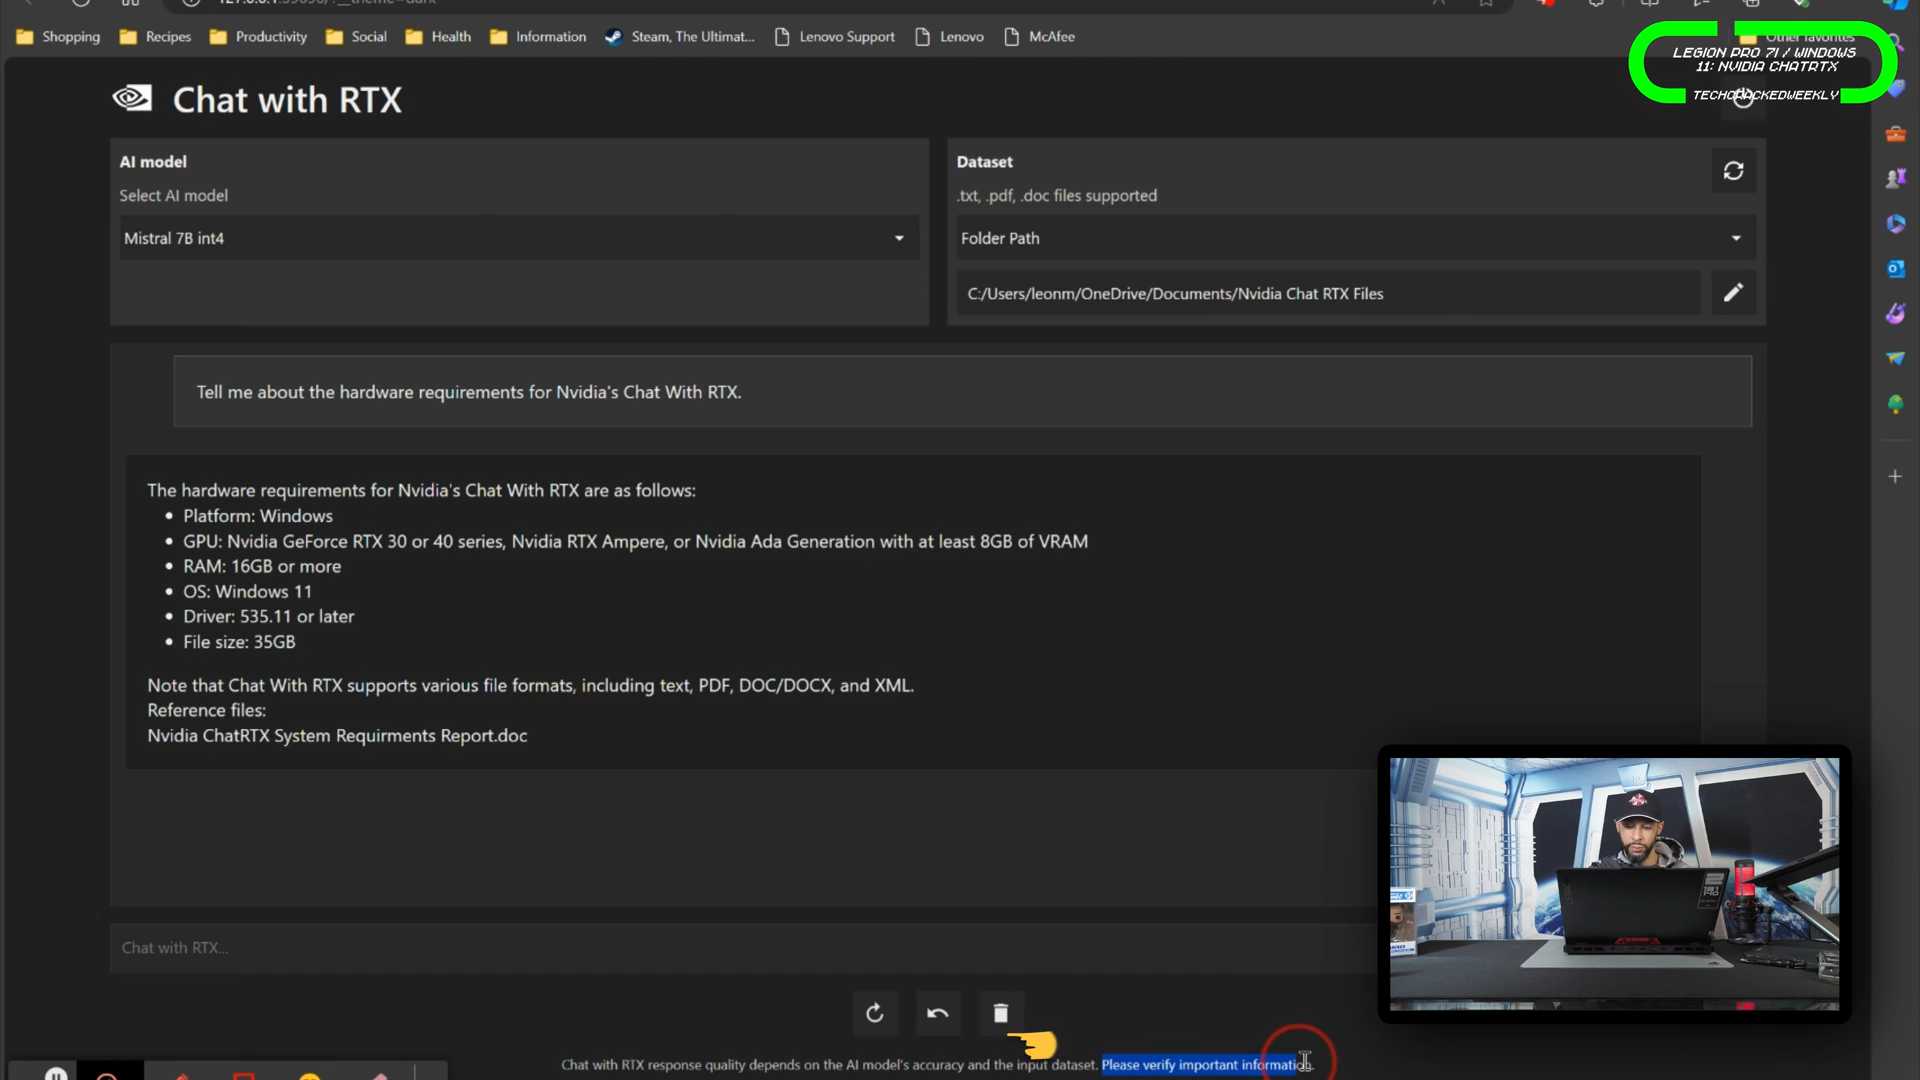 Shopping Recipes Productivity Social Health Information Steam, The Ultimat... Lenovo Support Lenovo McAfee Other favorites
LEGION PRO 7I / WINDOWS
11: NVIDIA CHATRTX
TECHCRACKEDWEEKLY
Chat with RTX
AI model
Select AI model
Mistral 7B int4
Dataset
.txt, .pdf, .doc files supported
Folder Path
C:/Users/leonm/OneDrive/Documents/Nvidia Chat RTX Files
Tell me about the hardware requirements for Nvidia's Chat With RTX.
The hardware requirements for Nvidia's Chat With RTX are as follows:
• Platform: Windows
• GPU: Nvidia GeForce RTX 30 or 40 series, Nvidia RTX Ampere, or Nvidia Ada Generation with at least 8GB of VRAM
• RAM: 16GB or more
• OS: Windows 11
• Driver: 535.11 or later
• File size: 35GB
Note that Chat With RTX supports various file formats, including text, PDF, DOC/DOCX, and XML.
Reference files:
Nvidia ChatRTX System Requirments Report.doc
Chat with RTX...
Chat with RTX response quality depends on the AI model's accuracy and the input dataset. Please verify important information.